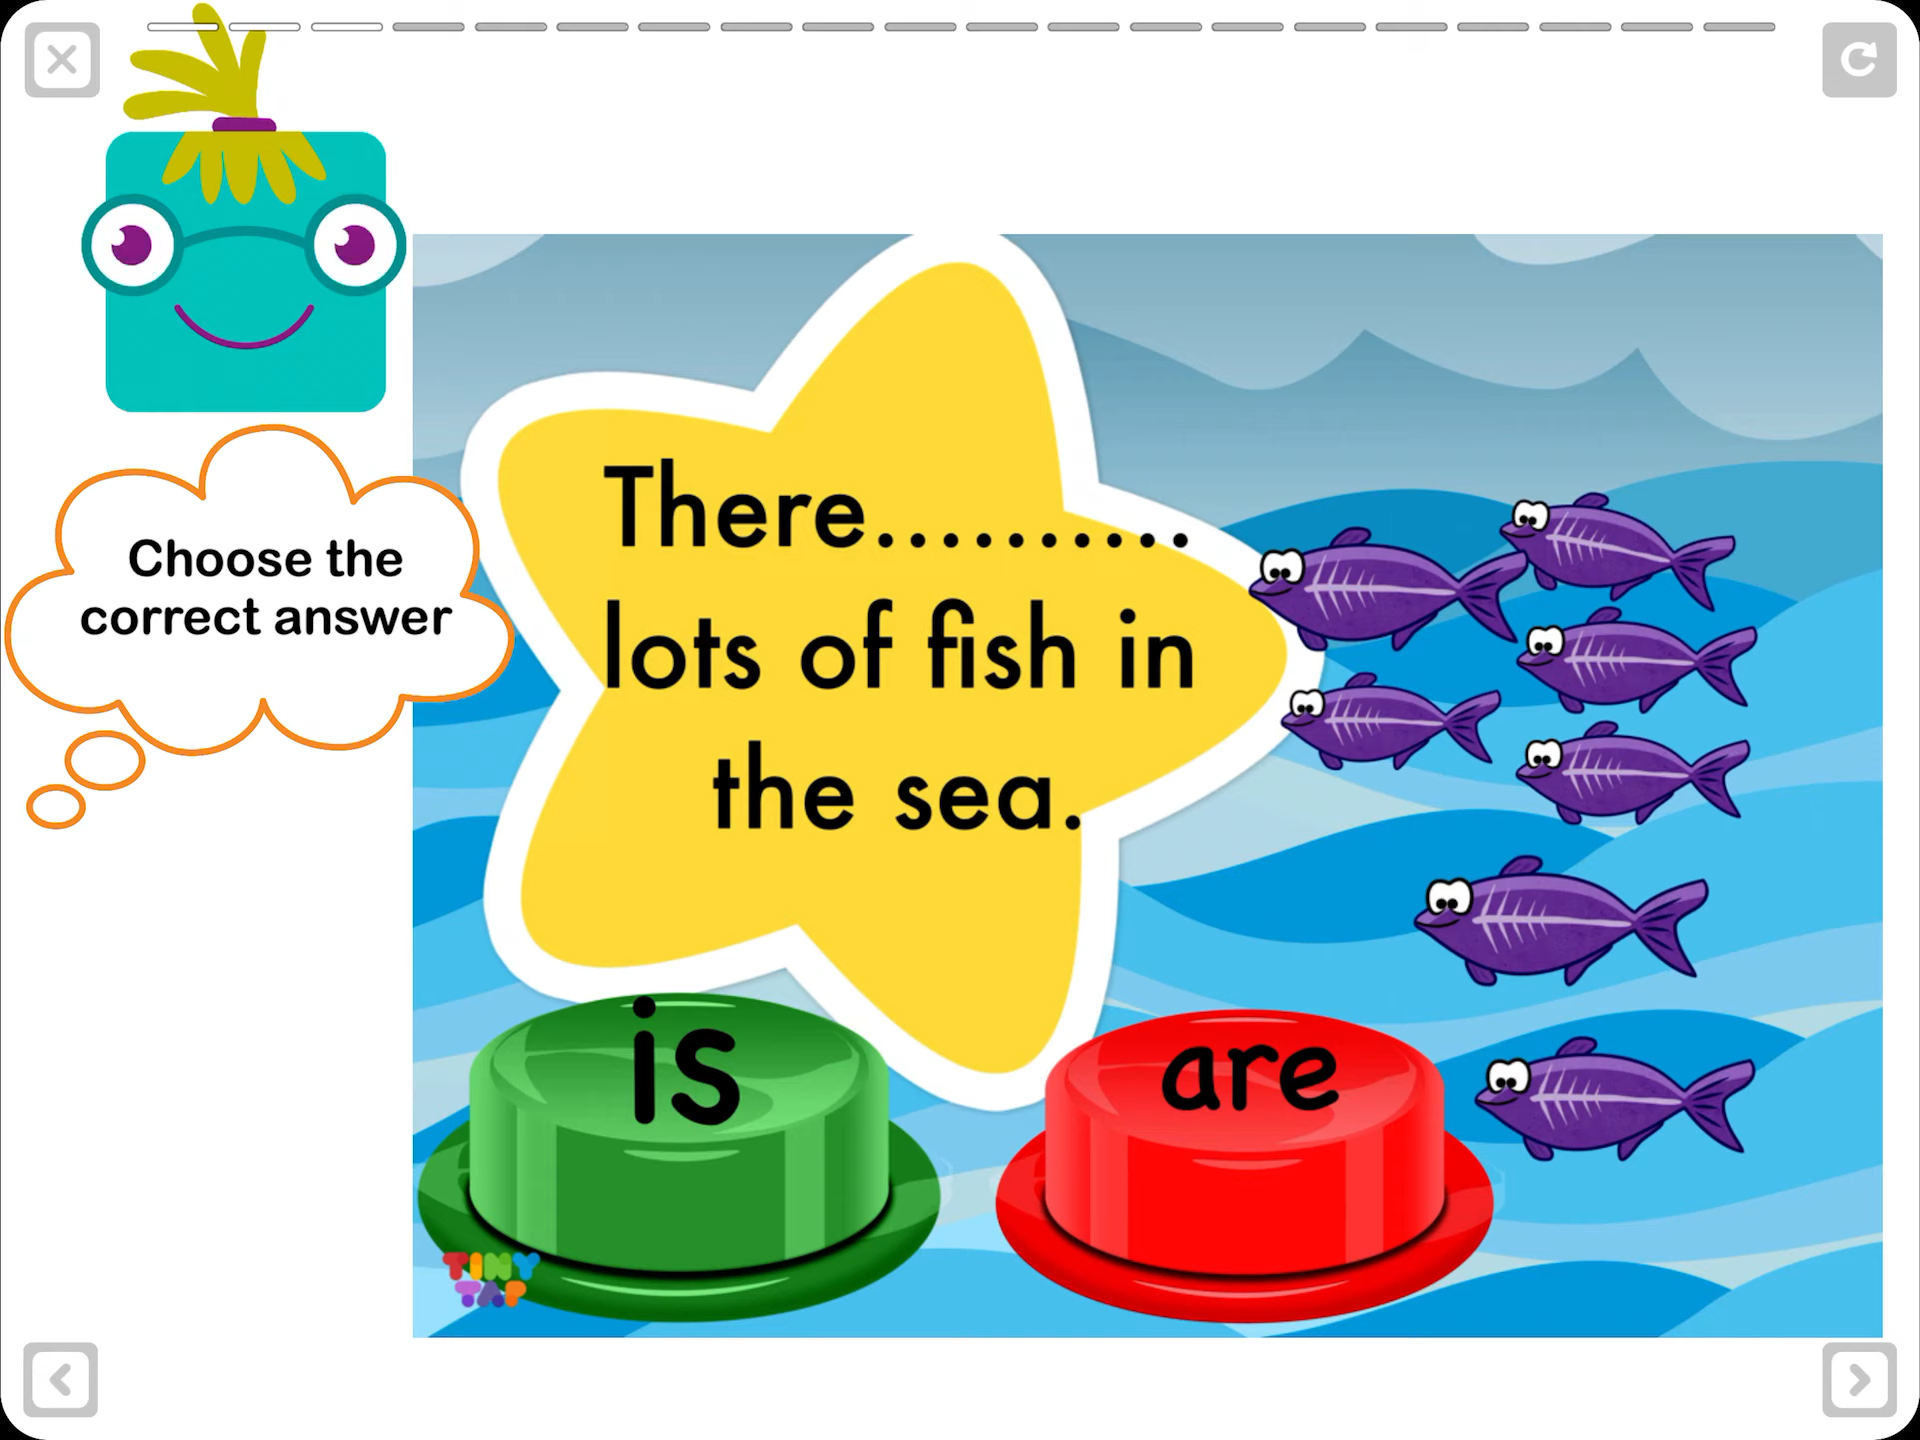 Choose the
correct answer
There..........
lots of fish in
the sea.
is
are
TINY
TAP